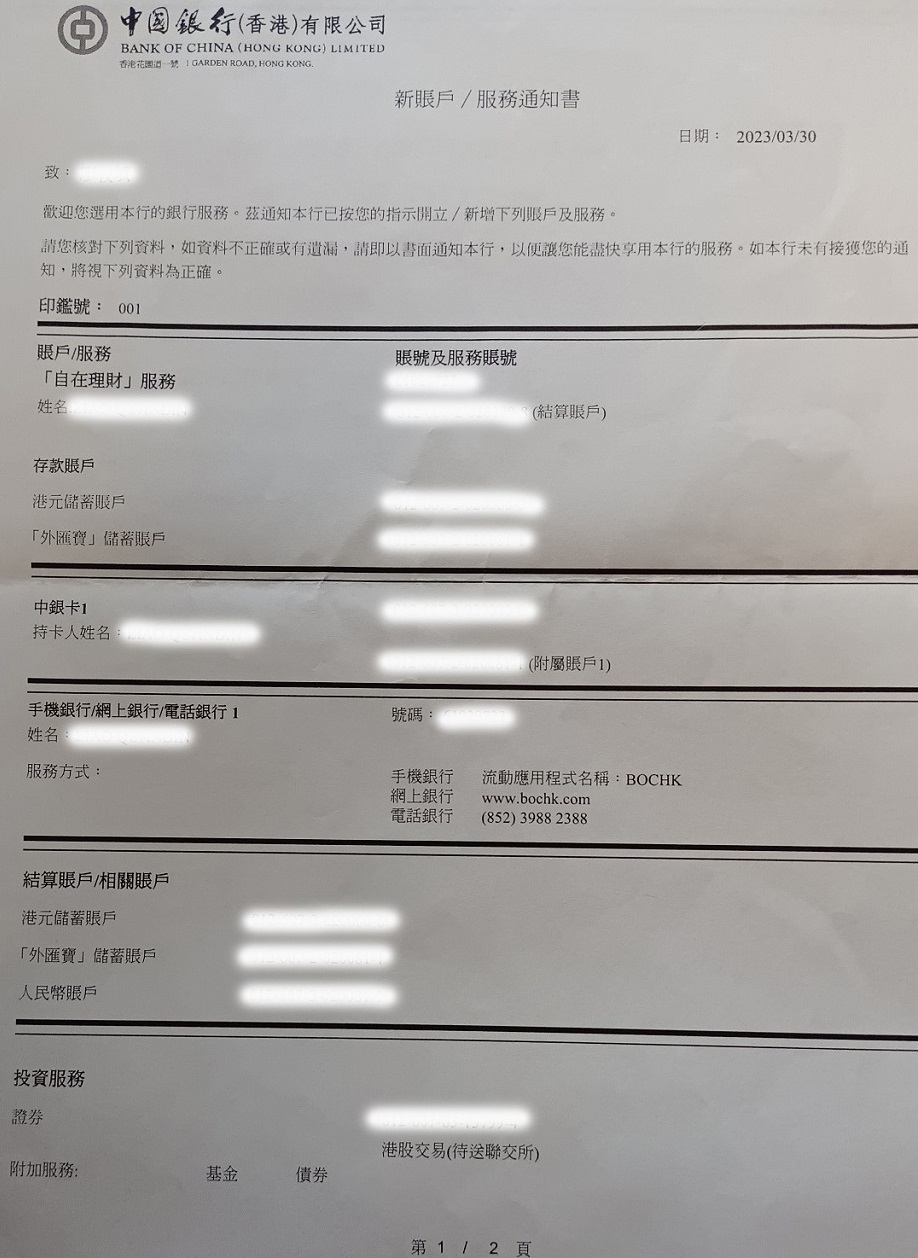 中國銀行(香港)有限公司
BANK OF CHINA (HONG KONG) LIMITED
香港花園道一號 1 GARDEN ROAD, HONG KONG.
新賬戶／服務通知書
日期： 2023/03/30
致：
歡迎您選用本行的銀行服務。茲通知本行已按您的指示開立／新增下列賬戶及服務。
請您核對下列資料，如資料不正確或有遺漏，請即以書面通知本行，以便讓您能盡快享用本行的服務。如本行未有接獲您的通
知，將視下列資料為正確。
印鑑號： 001
賬戶/服務 賬號及服務賬號
「自在理財」服務
姓名 (結算賬戶)
存款賬戶
港元儲蓄賬戶
「外匯寶」儲蓄賬戶
中銀卡1
持卡人姓名：
(附屬賬戶1)
手機銀行/網上銀行/電話銀行 1 號碼：
姓名：
服務方式：
手機銀行 流動應用程式名稱：BOCHK
網上銀行 www.bochk.com
電話銀行 (852) 3988 2388
結算賬戶/相關賬戶
港元儲蓄賬戶
「外匯寶」儲蓄賬戶
人民幣賬戶
投資服務
證券
港股交易(待送聯交所)
附加服務: 基金 債券
第 1 / 2 頁